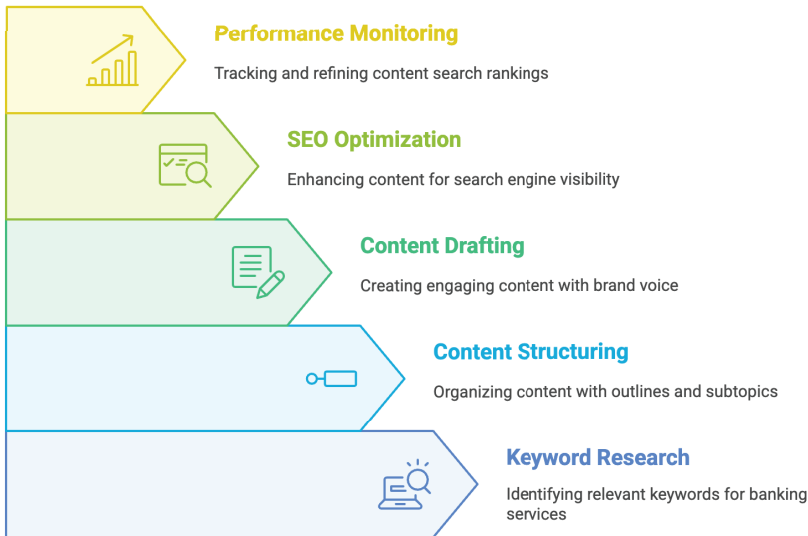 Performance Monitoring
Tracking and refining content search rankings
SEO Optimization
Enhancing content for search engine visibility
Content Drafting
Creating engaging content with brand voice
Content Structuring
Organizing content with outlines and subtopics
Keyword Research
Identifying relevant keywords for banking
services